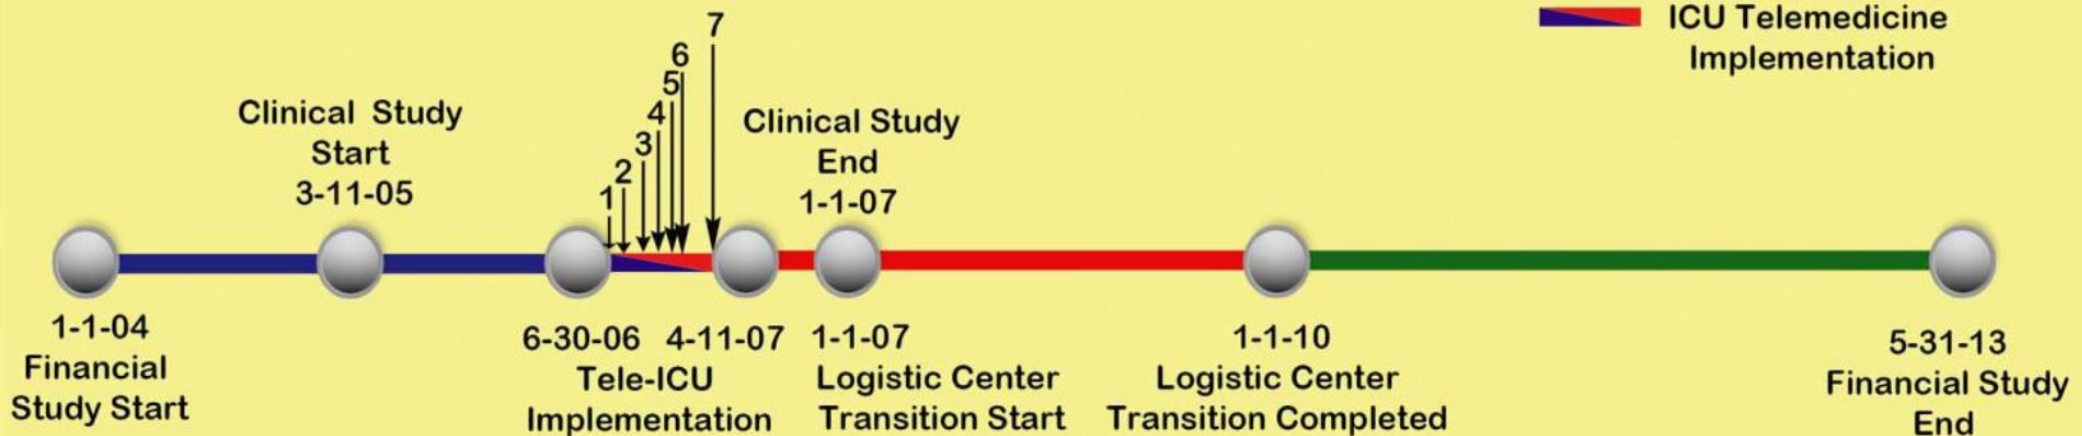 ICU Telemedicine
Implementation
7
6
5
4
3
2
1
Clinical Study
Start
3-11-05
Clinical Study
End
1-1-07
1-1-04
Financial
Study Start
6-30-06 4-11-07
Tele-ICU
Implementation
1-1-07
Logistic Center
Transition Start
1-1-10
Logistic Center
Transition Completed
5-31-13
Financial Study
End